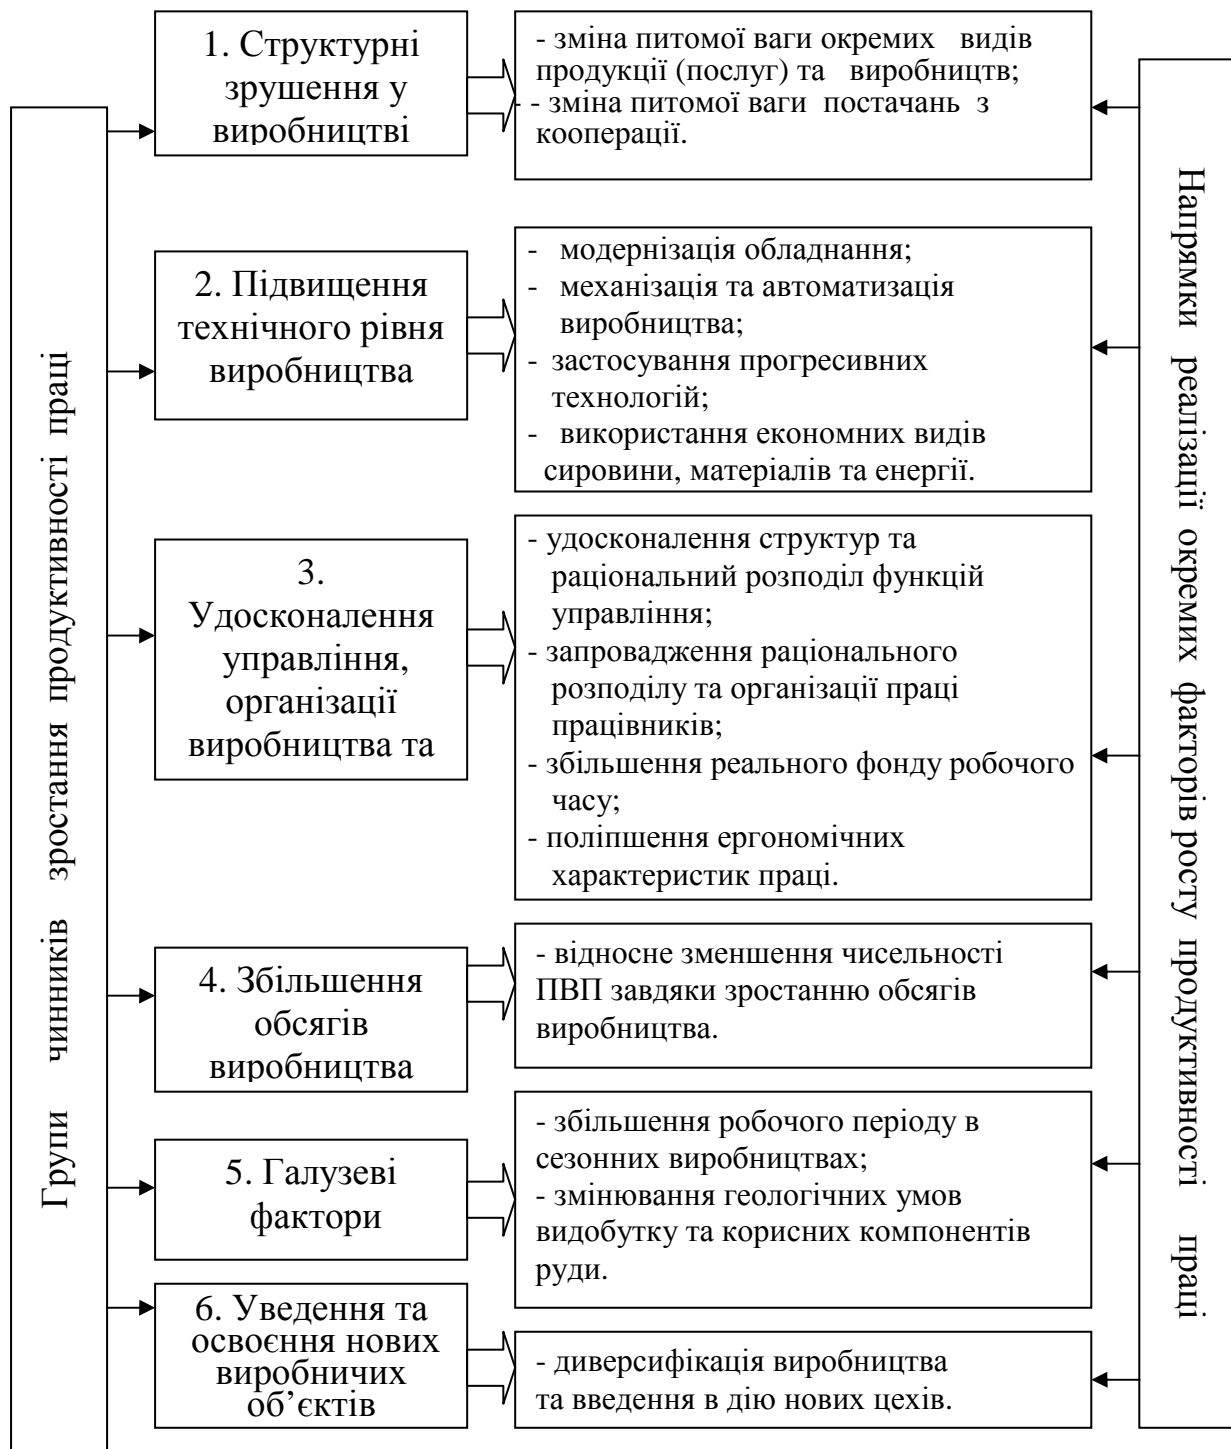 Групи чинників зростання продуктивності праці
1. Структурні
зрушення у
виробництві
- зміна питомої ваги окремих видів
продукції (послуг) та виробництв;
- - зміна питомої ваги постачань з
кооперації.
2. Підвищення
технічного рівня
виробництва
- модернізація обладнання;
- механізація та автоматизація
виробництва;
- застосування прогресивних
технологій;
- використання економних видів
сировини, матеріалів та енергії.
3.
Удосконалення
управління,
організації
виробництва та
- удосконалення структур та
раціональний розподіл функцій
управління;
- запровадження раціонального
розподілу та організації праці
працівників;
- збільшення реального фонду робочого
часу;
- поліпшення ергономічних
характеристик праці.
4. Збільшення
обсягів
виробництва
- відносне зменшення чисельності
ПВП завдяки зростанню обсягів
виробництва.
5. Галузеві
фактори
- збільшення робочого періоду в
сезонних виробництвах;
- змінювання геологічних умов
видобутку та корисних компонентів
руди.
6. Уведення та
освоєння нових
виробничих
об’єктів
- диверсифікація виробництва
та введення в дію нових цехів.
Напрямки реалізації окремих факторів росту продуктивності праці